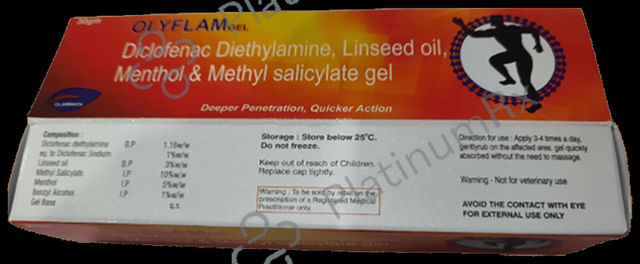 30gm
OLYFLAM GEL
Diclofenac Diethylamine, Linseed oil,
Menthol & Methyl salicylate gel
Deeper Penetration, Quicker Action
Composition :
Diclofenac diethylamine B.P 1.16w/w
eq. to Diclofenac Sodium 1%w/w
Linseed oil B.P 3%w/w
Methyl Salicylate I.P 10%w/w
Menthol I.P 5%w/w
Benzyl Alcohol I.P 1%w/w
Gel Base q.s.
Storage : Store below 25°C.
Do not freeze.
Keep out of reach of Children.
Replace cap tightly.
Warning : To be sold by retail on the
prescription of a Registered Medical
Practitioner only.
Direction for use : Apply 3-4 times a day,
gentlyrub on the affected area, gel quickly
absorbed without the need to massage.
Warning - Not for veterinary use
AVOID THE CONTACT WITH EYE
FOR EXTERNAL USE ONLY
PlatinumRx